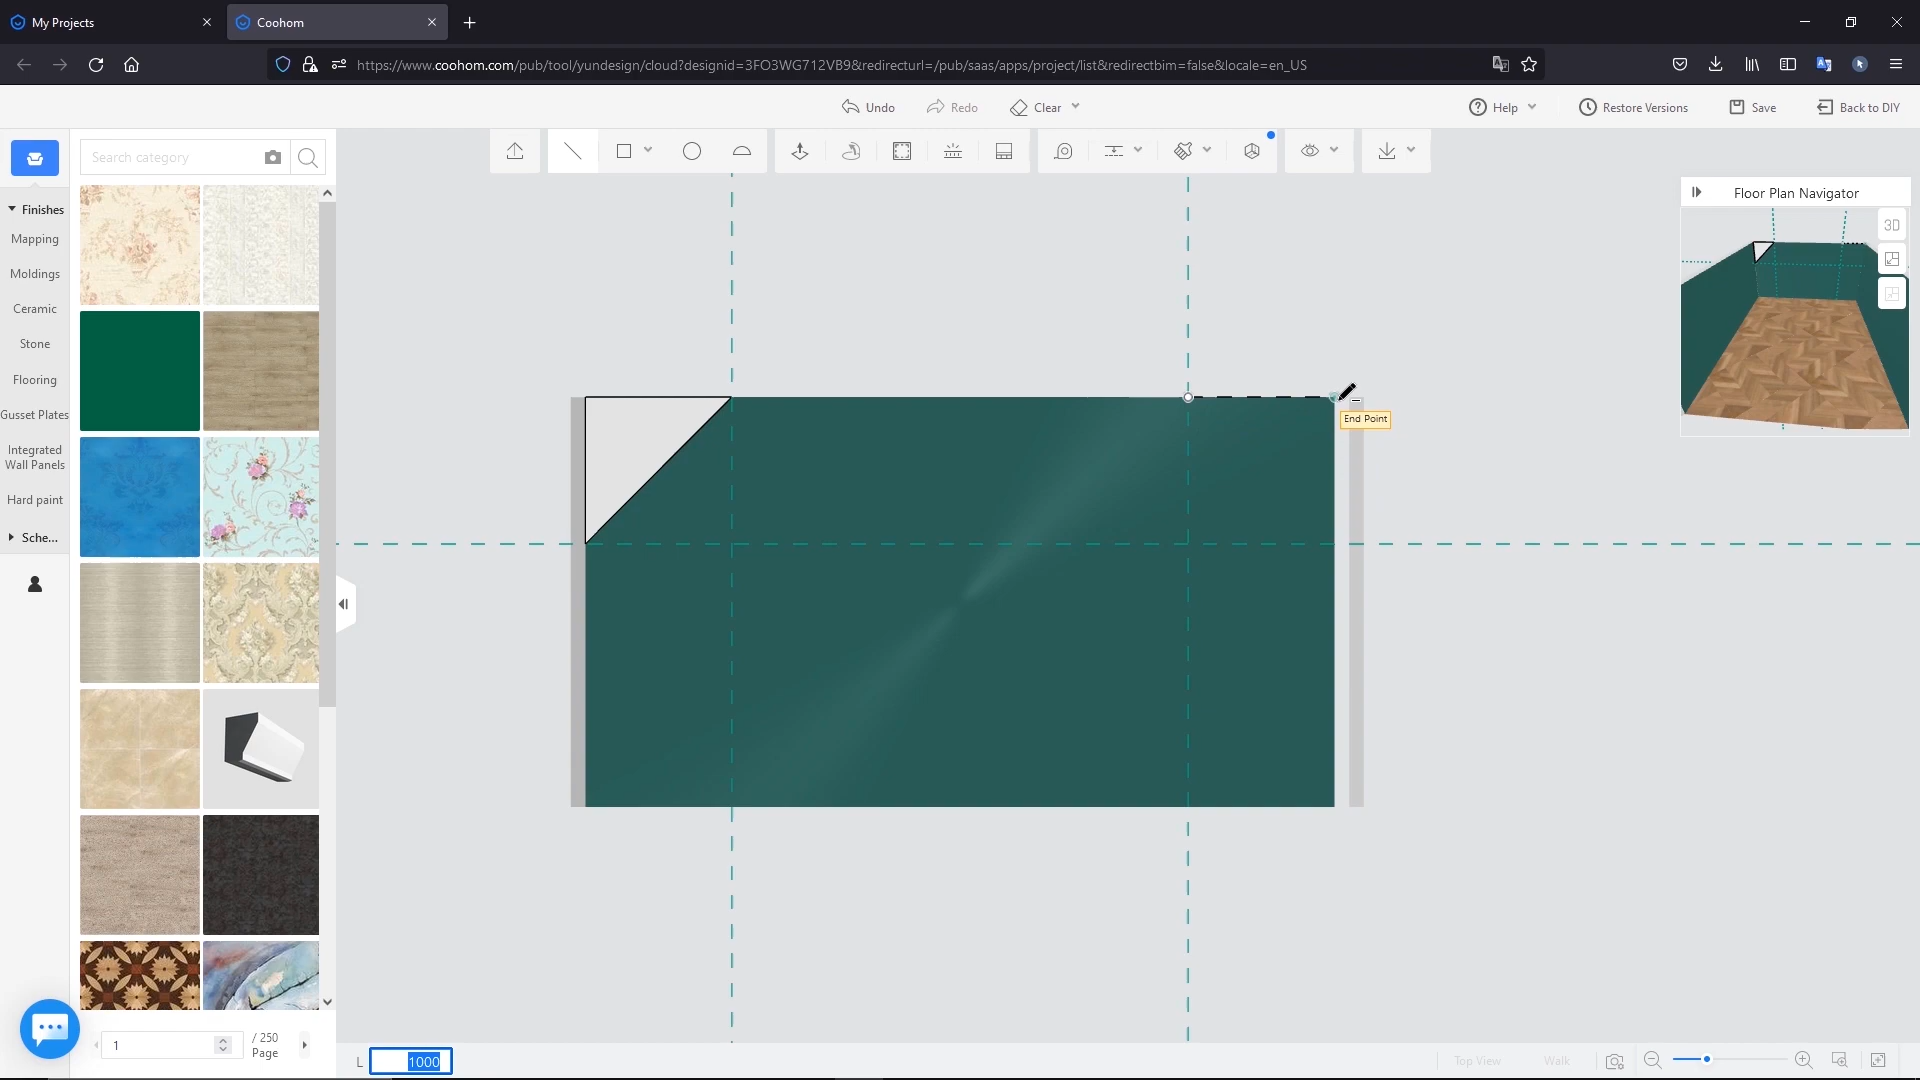 My Projects
Coohom
https://www.coohom.com/pub/tool/yundesign/cloud?designid=3FO3WG712VB9&redirecturl=/pub/saas/apps/project/list&redirectbim=false&locale=en_US
Undo
Redo
Clear
Help
Restore Versions
Save
Back to DIY
Search category
Finishes
Mapping
Moldings
Ceramic
Stone
Flooring
Gusset Plates
Integrated
Wall Panels
Hard paint
Sche...
Floor Plan Navigator
3D
End Point
1
/ 250
Page
L
1000
Top View
Walk